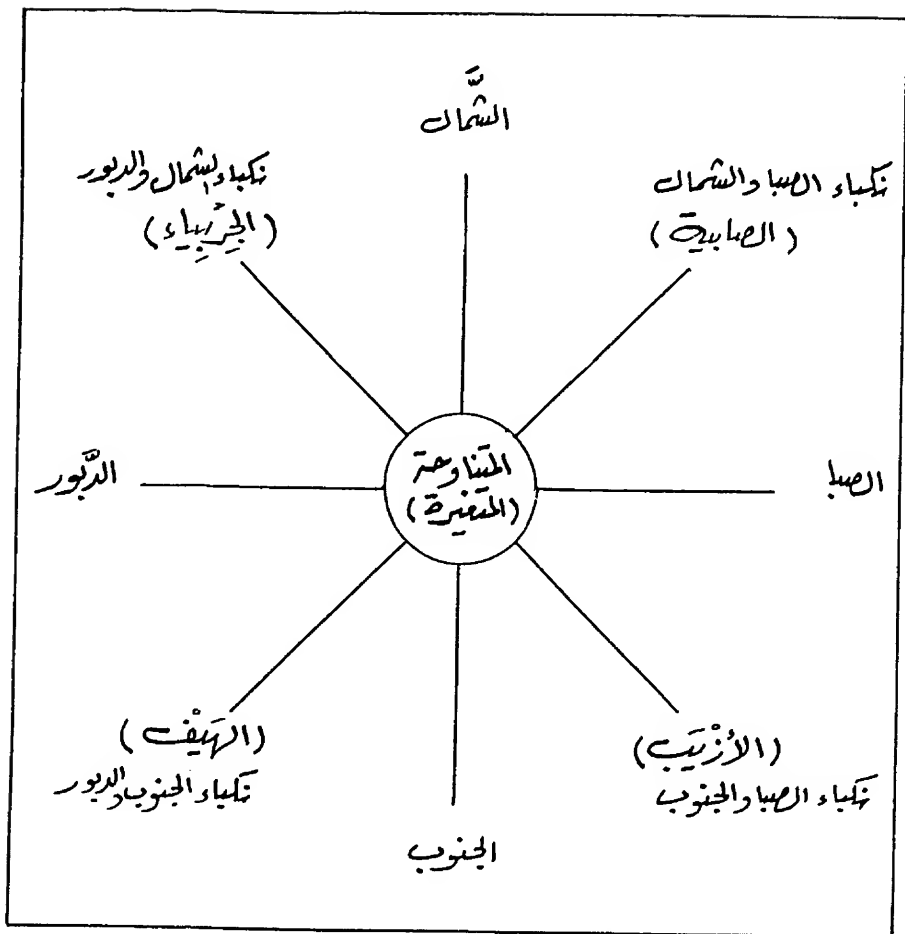 الشَّمال
نكباء الصبا والشمال
(الصابية)
نكباء الشمال والدبور
(الجِرْبِياء)
الصبا
المتناوحة
(المتغيرة)
الدَّبور
(الأزْيَب)
نكباء الصبا والجنوب
(الهَيْف)
نكباء الجنوب والدبور
الجنوب